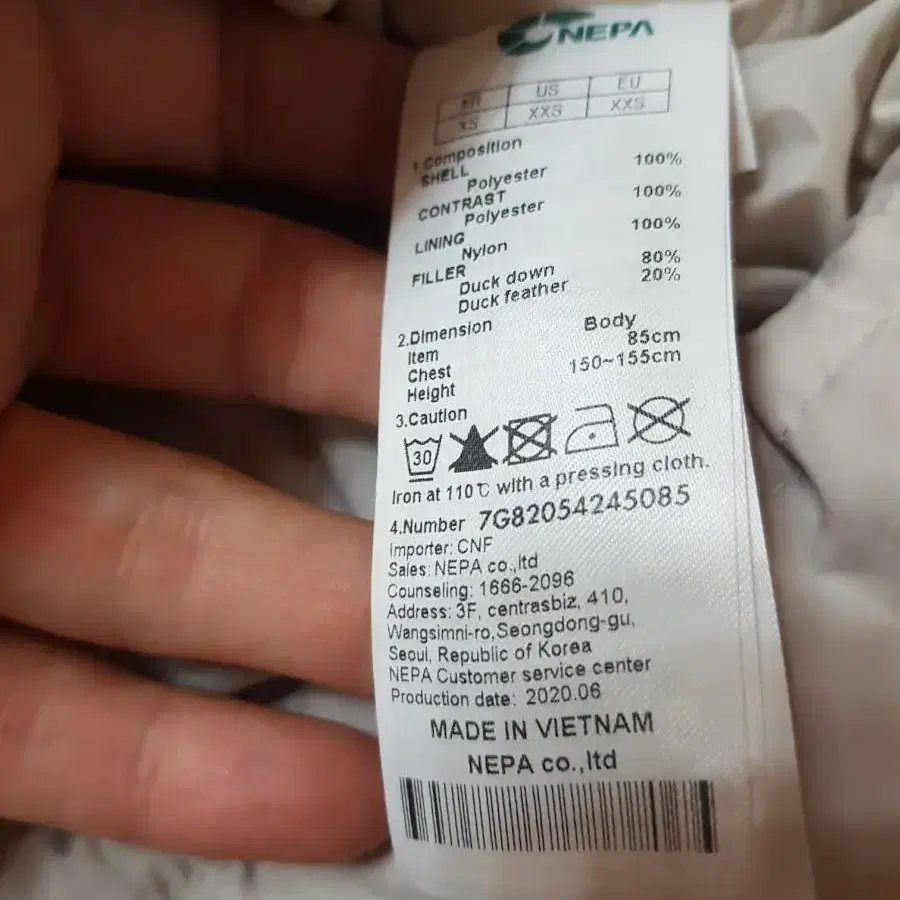 NEPA
KR US EU
XS XXS XXS
1.Composition
SHELL
Polyester 100%
CONTRAST
Polyester 100%
LINING
Nylon 100%
FILLER
Duck down 80%
Duck feather 20%
2.Dimension
Item Body
Chest 85cm
Height 150~155cm
3.Caution
30
Iron at 110℃ with a pressing cloth.
4.Number 7G82054245085
Importer: CNF
Sales: NEPA co.,ltd
Counseling: 1666-2096
Address: 3F, centrasbiz, 410,
Wangsimni-ro,Seongdong-gu,
Seoul, Republic of Korea
NEPA Customer service center
Production date: 2020.06
MADE IN VIETNAM
NEPA co.,ltd